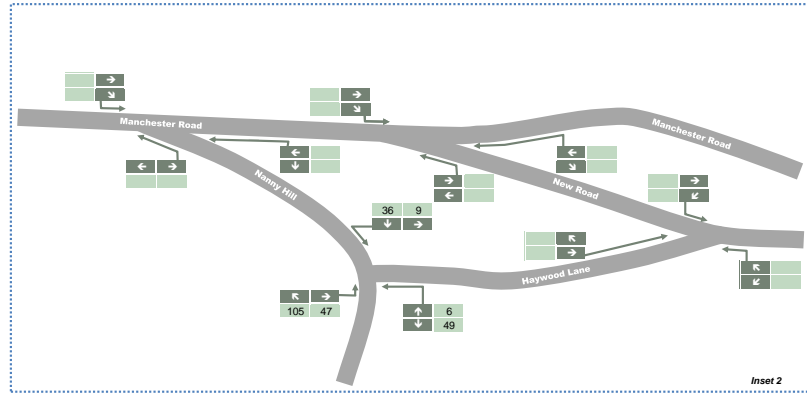 Manchester Road
Manchester Road
Nanny Hill
New Road
36 9
Haywood Lane
105 47
6
49
Inset 2